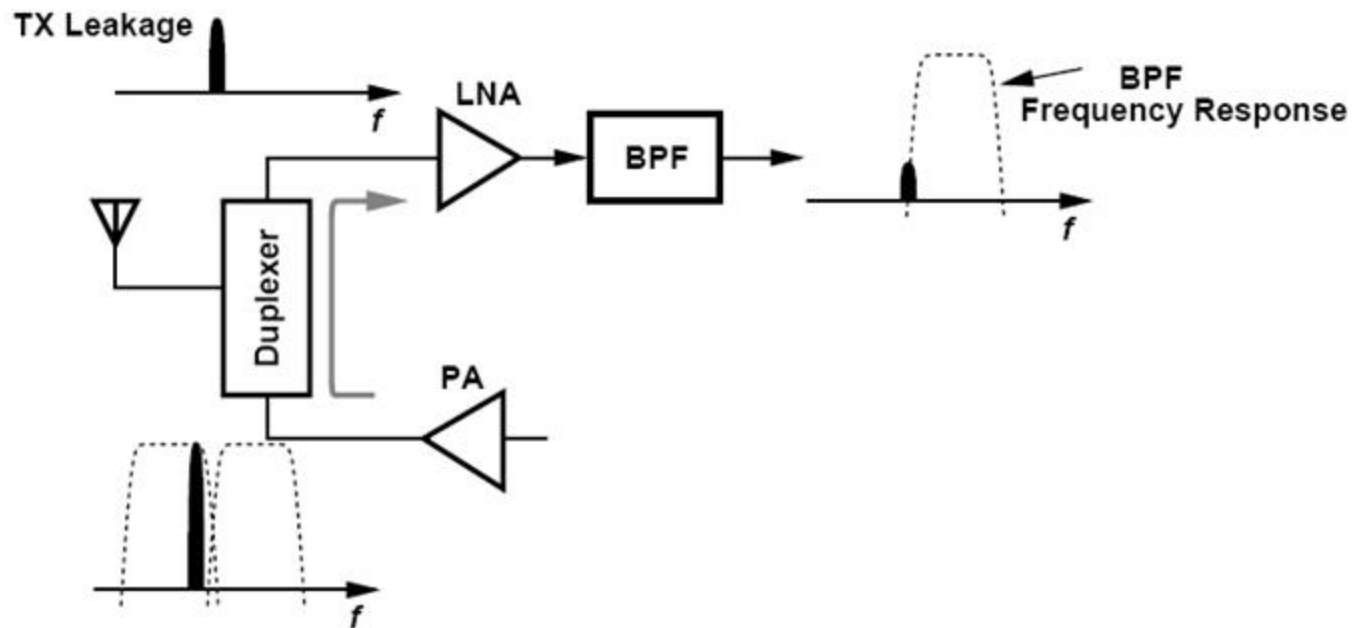 TX Leakage
f
LNA
BPF
BPF
Frequency Response
f
Duplexer
PA
f